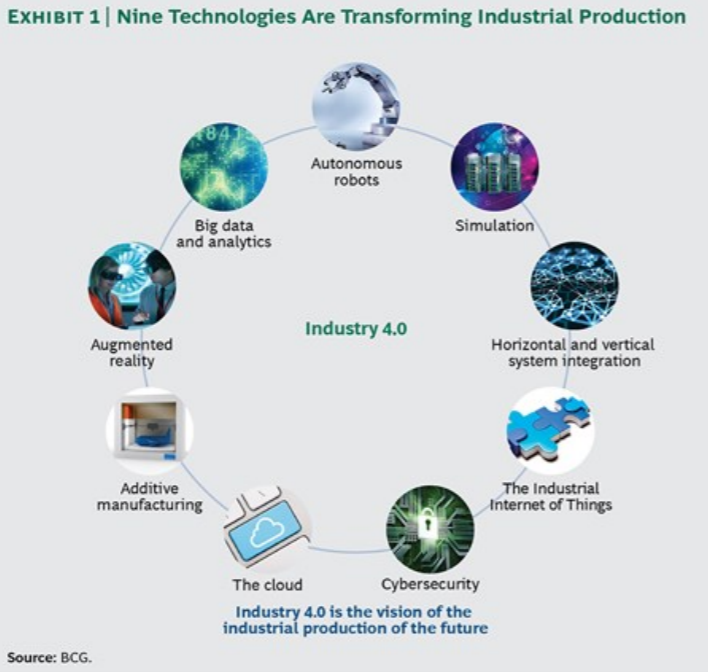 EXHIBIT 1 | Nine Technologies Are Transforming Industrial Production
Autonomous
robots
Simulation
Horizontal and vertical
system integration
The Industrial
Internet of Things
Cybersecurity
The cloud
Additive
manufacturing
Augmented
reality
Big data
and analytics
Industry 4.0
Industry 4.0 is the vision of the
industrial production of the future
Source: BCG.